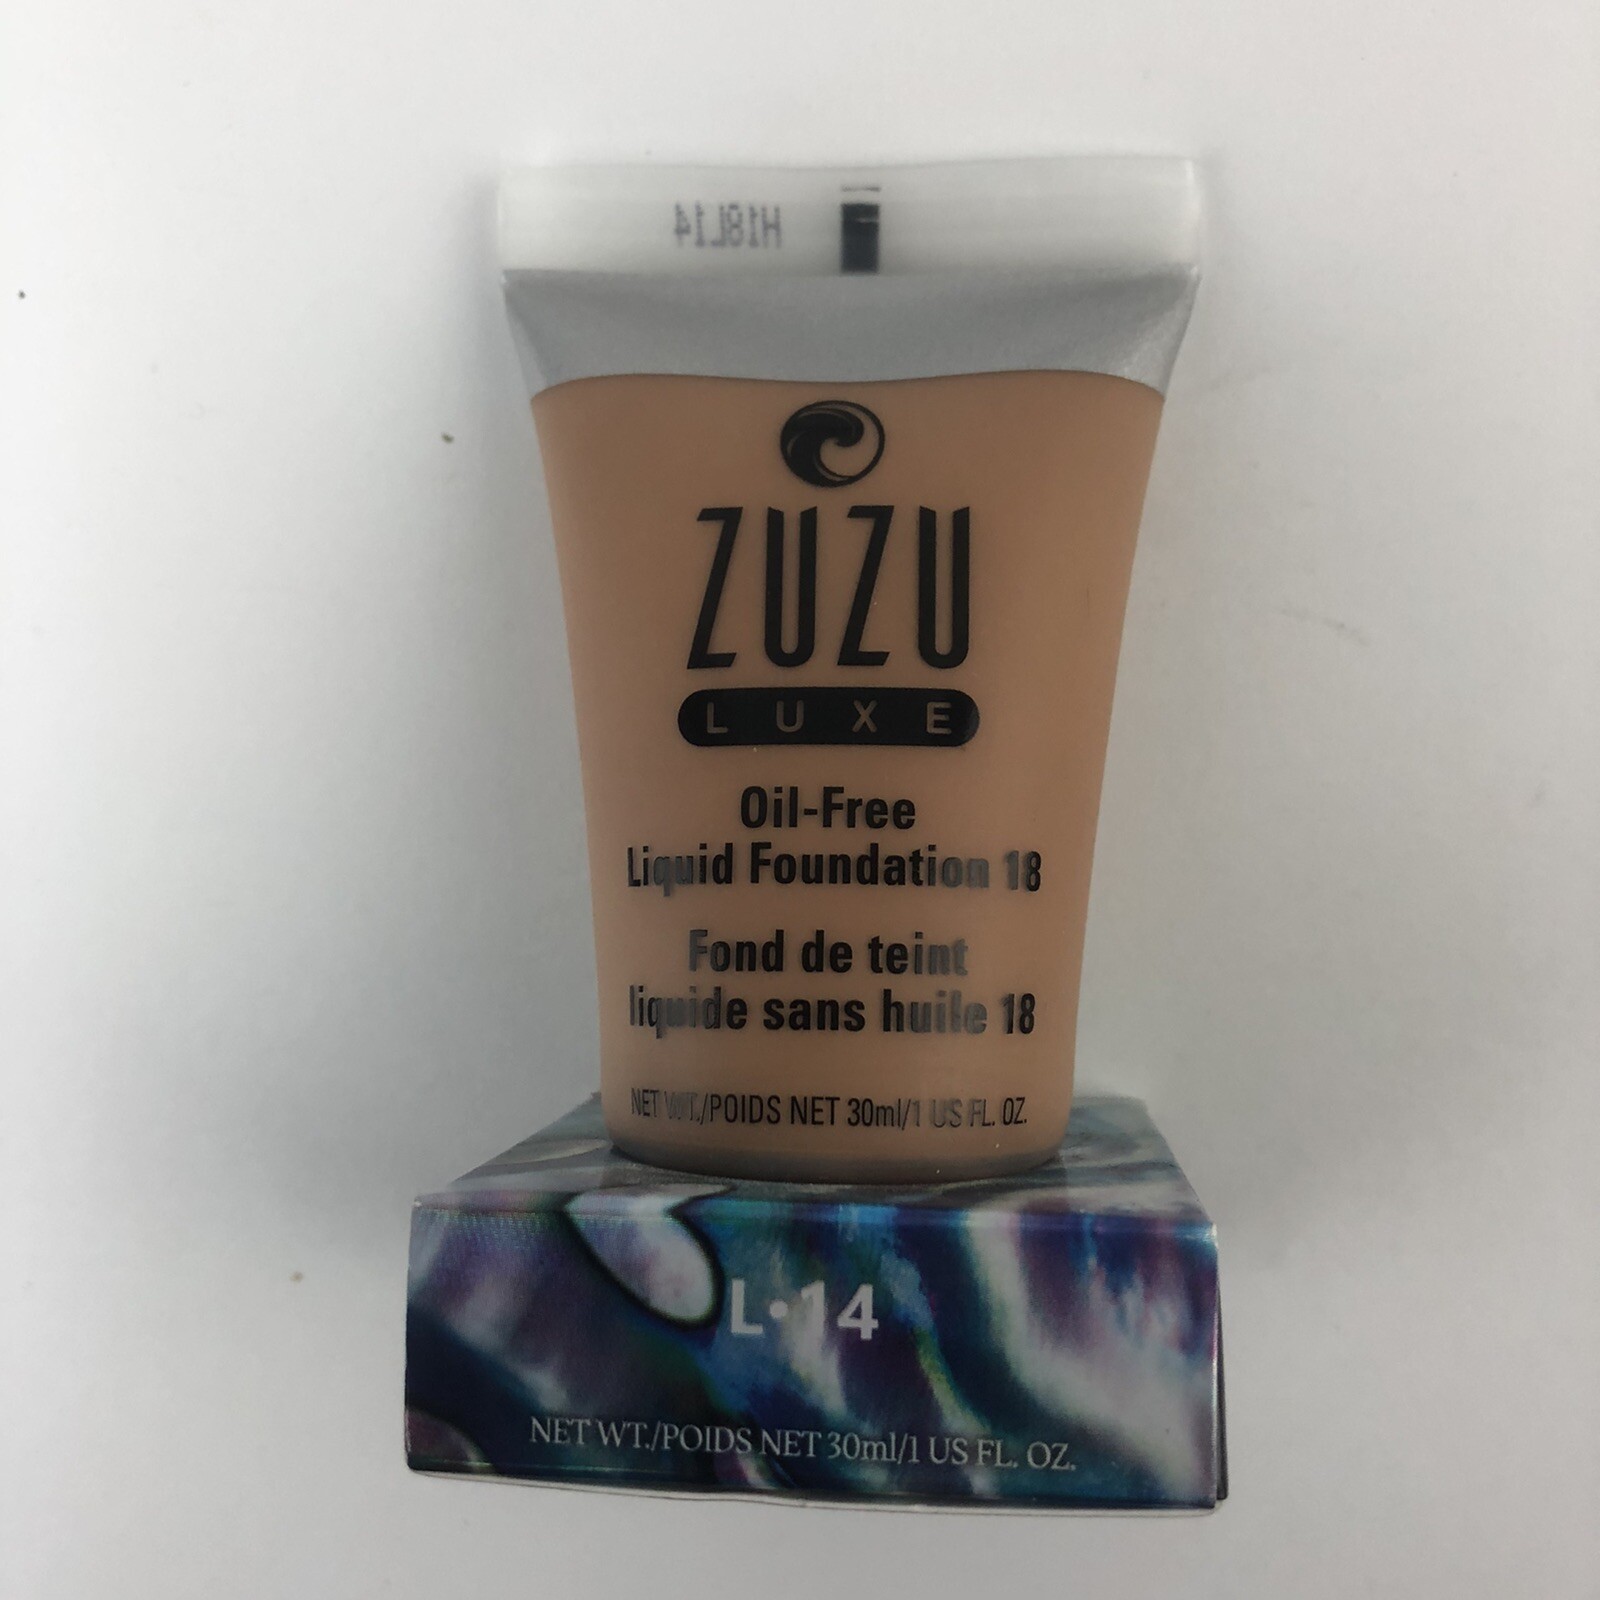 H18L14
ZUZU
LUXE
Oil-Free
Liquid Foundation 18
Fond de teint
liquide sans huile 18
NET WT./POIDS NET 30ml/1 US FL. OZ.
L•14
NET WT./POIDS NET 30ml/1 US FL. OZ.